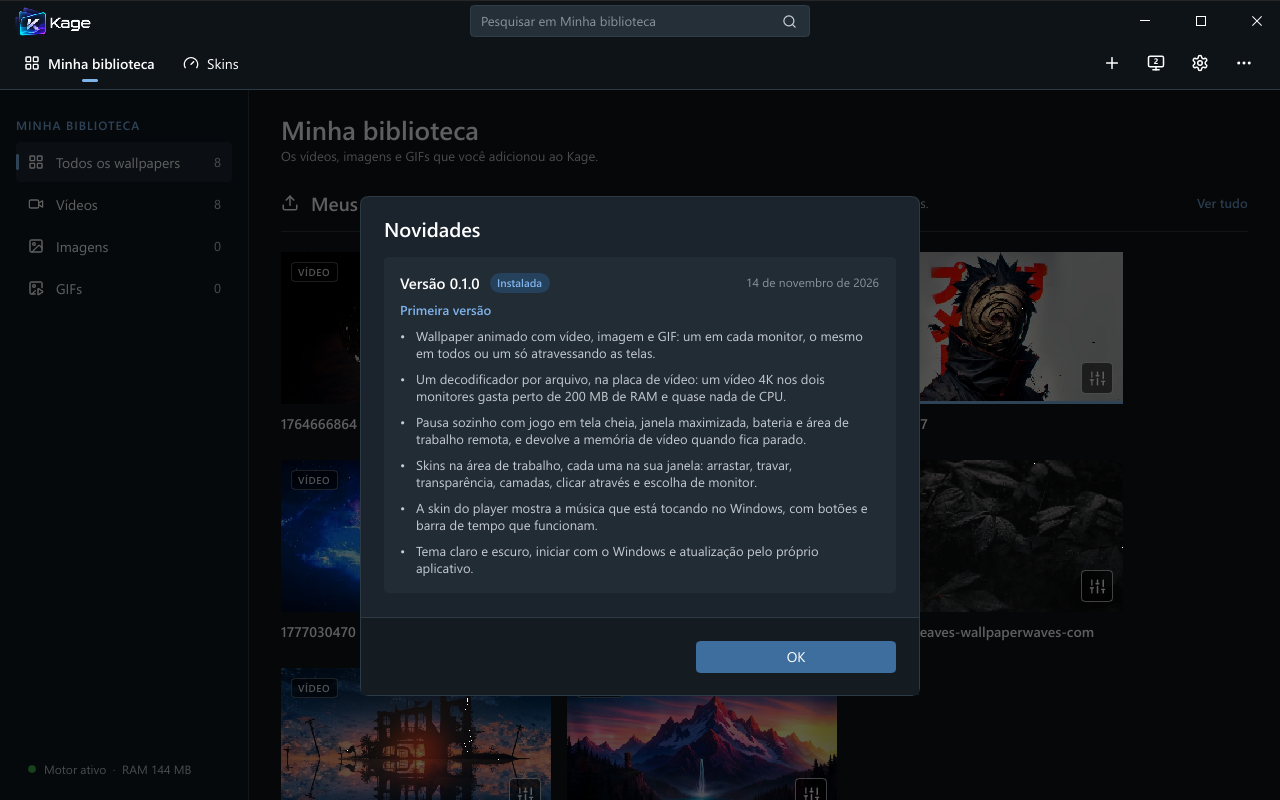 Kage
Pesquisar em Minha biblioteca
Minha biblioteca
Skins
2
MINHA BIBLIOTECA
Todos os wallpapers 8
Vídeos 8
Imagens 0
GIFs 0
Motor ativo · RAM 144 MB
Minha biblioteca
Os vídeos, imagens e GIFs que você adicionou ao Kage.
Meus
s.
Ver tudo
VÍDEO
1764666864
7
VÍDEO
1777030470
eaves-wallpaperwaves-com
VÍDEO
Novidades
Versão 0.1.0 Instalada 14 de novembro de 2026
Primeira versão
• Wallpaper animado com vídeo, imagem e GIF: um em cada monitor, o mesmo
em todos ou um só atravessando as telas.
• Um decodificador por arquivo, na placa de vídeo: um vídeo 4K nos dois
monitores gasta perto de 200 MB de RAM e quase nada de CPU.
• Pausa sozinho com jogo em tela cheia, janela maximizada, bateria e área de
trabalho remota, e devolve a memória de vídeo quando fica parado.
• Skins na área de trabalho, cada uma na sua janela: arrastar, travar,
transparência, camadas, clicar através e escolha de monitor.
• A skin do player mostra a música que está tocando no Windows, com botões e
barra de tempo que funcionam.
• Tema claro e escuro, iniciar com o Windows e atualização pelo próprio
aplicativo.
OK